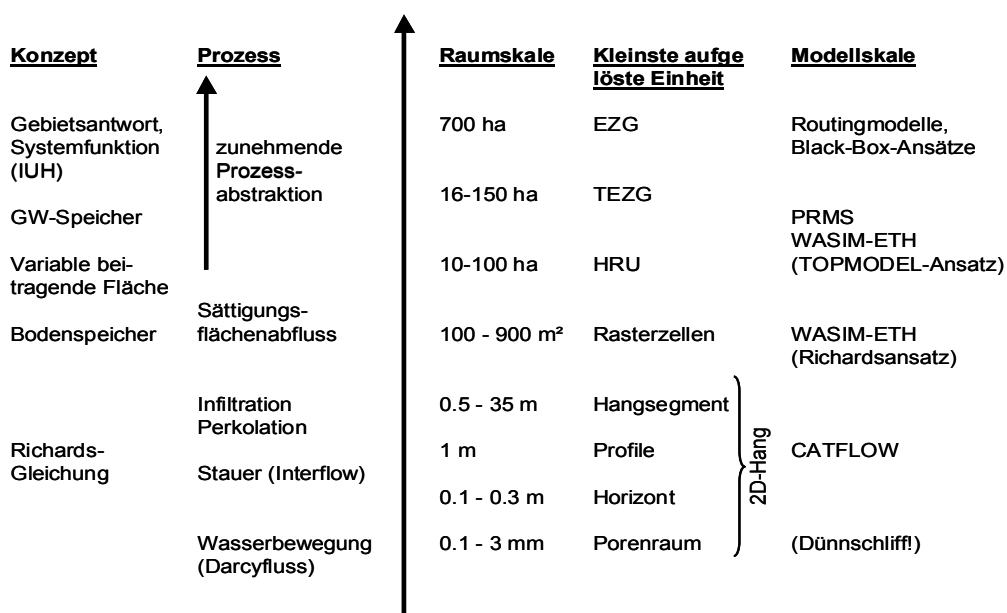 Konzept Prozess Raumskale Kleinste aufge
löste Einheit Modellskale
Gebietsantwort,
Systemfunktion
(IUH)
zunehmende
Prozess-
abstraktion
700 ha EZG Routingmodelle,
Black-Box-Ansätze
16-150 ha TEZG
GW-Speicher
PRMS
WASIM-ETH
(TOPMODEL-Ansatz)
Variable bei-
tragende Fläche
10-100 ha HRU
Sättigungs-
flächenabfluss
Bodenspeicher
100 - 900 m² Rasterzellen WASIM-ETH
(Richardsansatz)
Infiltration
Perkolation
0.5 - 35 m Hangsegment
Richards-
Gleichung
1 m Profile CATFLOW
2D-Hang
Stauer (Interflow)
0.1 - 0.3 m Horizont
Wasserbewegung
(Darcyfluss)
0.1 - 3 mm Porenraum (Dünnschliff!)